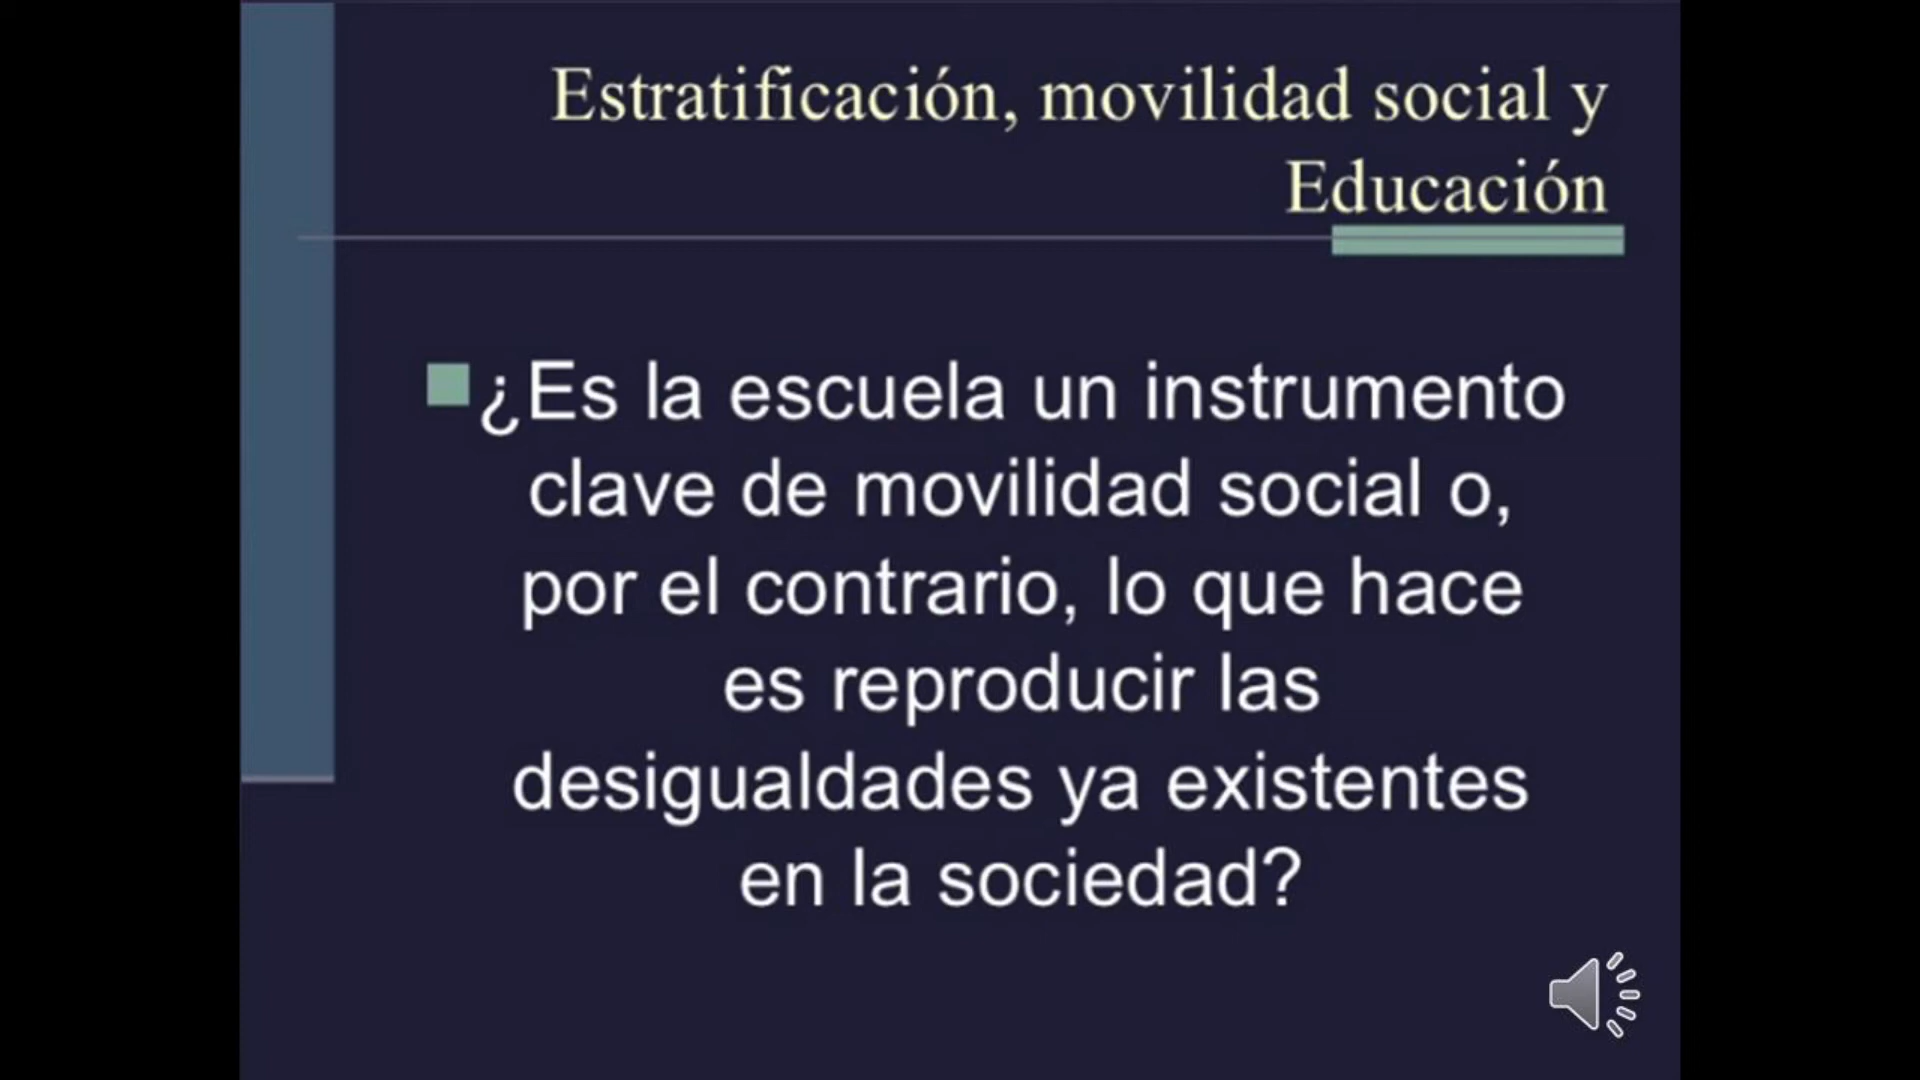 Estratificación, movilidad social y
Educación
¿Es la escuela un instrumento
clave de movilidad social o,
por el contrario, lo que hace
es reproducir las
desigualdades ya existentes
en la sociedad?